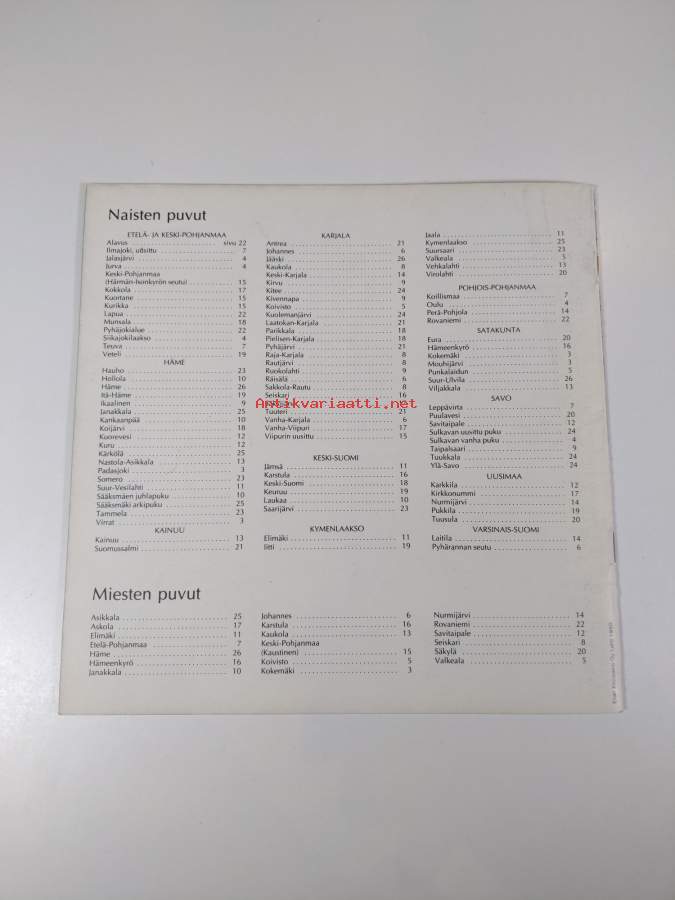 Naisten puvut
ETELÄ- JA KESKI-POHJANMAA
Alavus sivu 22
Ilmajoki, uusittu 7
Jalasjärvi 4
Jurva 4
Keski-Pohjanmaa
(Härmän-hunkyrön seutu) 15
Kokkola 17
Kuortane 15
Kurikka 15
Lapua 22
Munsala 18
Pyhäjokialue 22
Siikajokilaakso 4
Teuva 7
Veteli 19
HÄME
Hauho 23
Hollola 10
Häme 26
Itä-Häme 19
Ikaalinen 9
Janakkala 25
Kankaanpää 10
Koijärvi 18
Kuorevesi 12
Kuru 12
Kärkölä 25
Nastola-Asikkala 13
Padasjoki 3
Somero 23
Suur-Vesilahti 11
Sääksmäen juhlapuku 10
Sääksmäki arkipuku 25
Tammela 23
Virrat 3
KAINUU
Kainuu 13
Suomussalmi 21
KARJALA
Antrea 21
Johannes 6
Jääski 26
Kaukola 8
Keski-Karjala 14
Kirvu 9
Kitee 24
Kivennapa 9
Koivisto 5
Kuolemanjärvi 24
Laatokan-Karjala 21
Parikkala 18
Pielisen-Karjala 18
Pyhäjärvi 21
Raja-Karjala 8
Rautjärvi 8
Ruokolahti 9
Räisälä 6
Sakkola-Rautu 8
Seiskari 16
Antikvariaatti.net
Tuuteri 21
Vanha-Karjala 6
Vanha-Viipuri 17
Viipurin uusittu 15
KESKI-SUOMI
Jämsä 11
Karstula 16
Keski-Suomi 18
Keuruu 19
Laukaa 10
Saarijärvi 23
KYMENLAAKSO
Elimäki 11
Iitti 19
Jaala 11
Kymenlaakso 25
Suursaari 23
Valkeala 5
Vehkalahti 13
Virolahti 20
POHJOIS-POHJANMAA
Koillismaa 7
Oulu 4
Perä-Pohjola 14
Rovaniemi 22
SATAKUNTA
Eura 20
Hämeenkyrö 16
Kokemäki 3
Mouhijärvi 3
Punkalaidun 5
Suur-Ulvila 26
Viljakkala 13
SAVO
Leppävirta 7
Puulavesi 20
Savitaipale 12
Sulkavan uusittu puku 24
Sulkavan vanha puku 4
Taipalsaari 9
Tuukkala 24
Ylä-Savo 24
UUSIMAA
Karkkila 12
Kirkkonummi 17
Nurmijärvi 14
Pukkila 19
Tuusula 20
VARSINAIS-SUOMI
Laitila 14
Pyhärannan seutu 6
Miesten puvut
Asikkala 25
Askola 17
Elimäki 11
Etelä-Pohjanmaa 7
Häme 26
Hämeenkyrö 16
Janakkala 10
Johannes 6
Karstula 16
Kaukola 13
Keski-Pohjanmaa
(Kaustinen) 15
Koivisto 5
Kokemäki 3
Nurmijärvi 14
Rovaniemi 22
Savitaipale 12
Seiskari 8
Säkylä 20
Valkeala 5